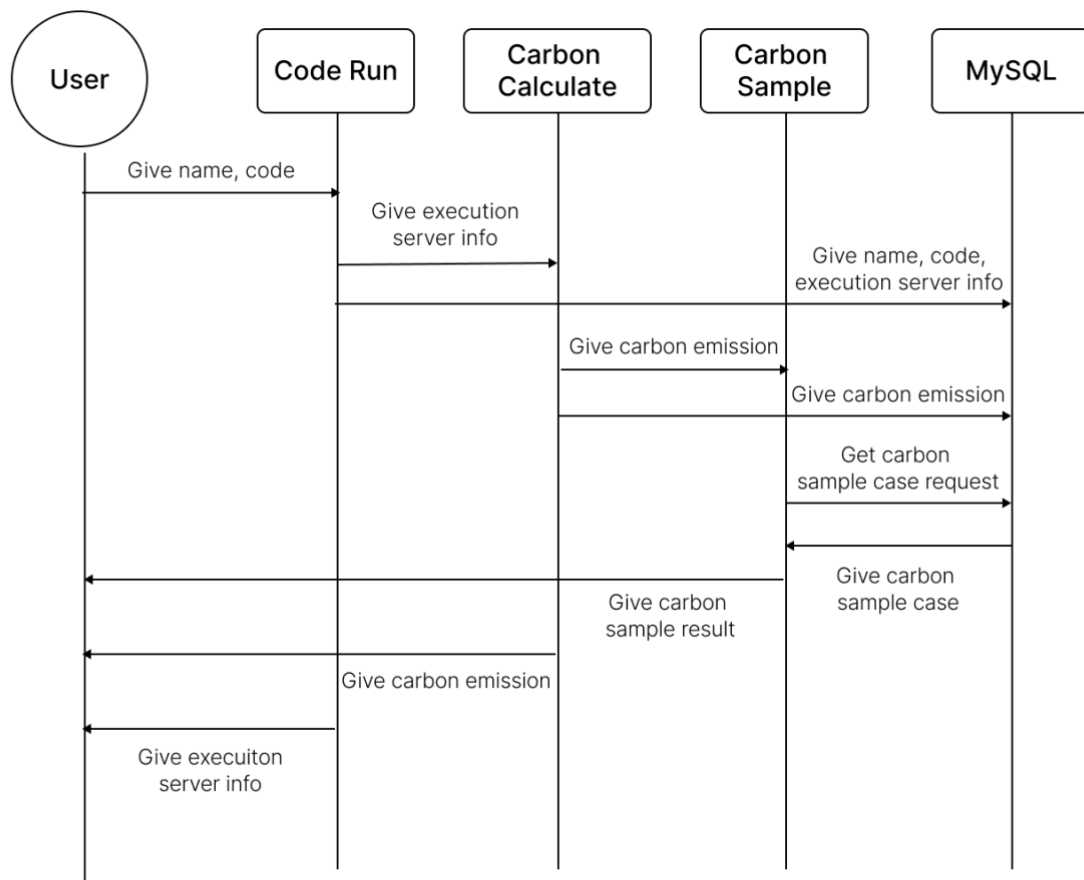 User
Code Run
Carbon
Calculate
Carbon
Sample
MySQL
Give name, code
Give execution
server info
Give name, code,
execution server info
Give carbon emission
Give carbon emission
Get carbon
sample case request
Give carbon
sample case
Give carbon
sample result
Give carbon emission
Give execuiton
server info